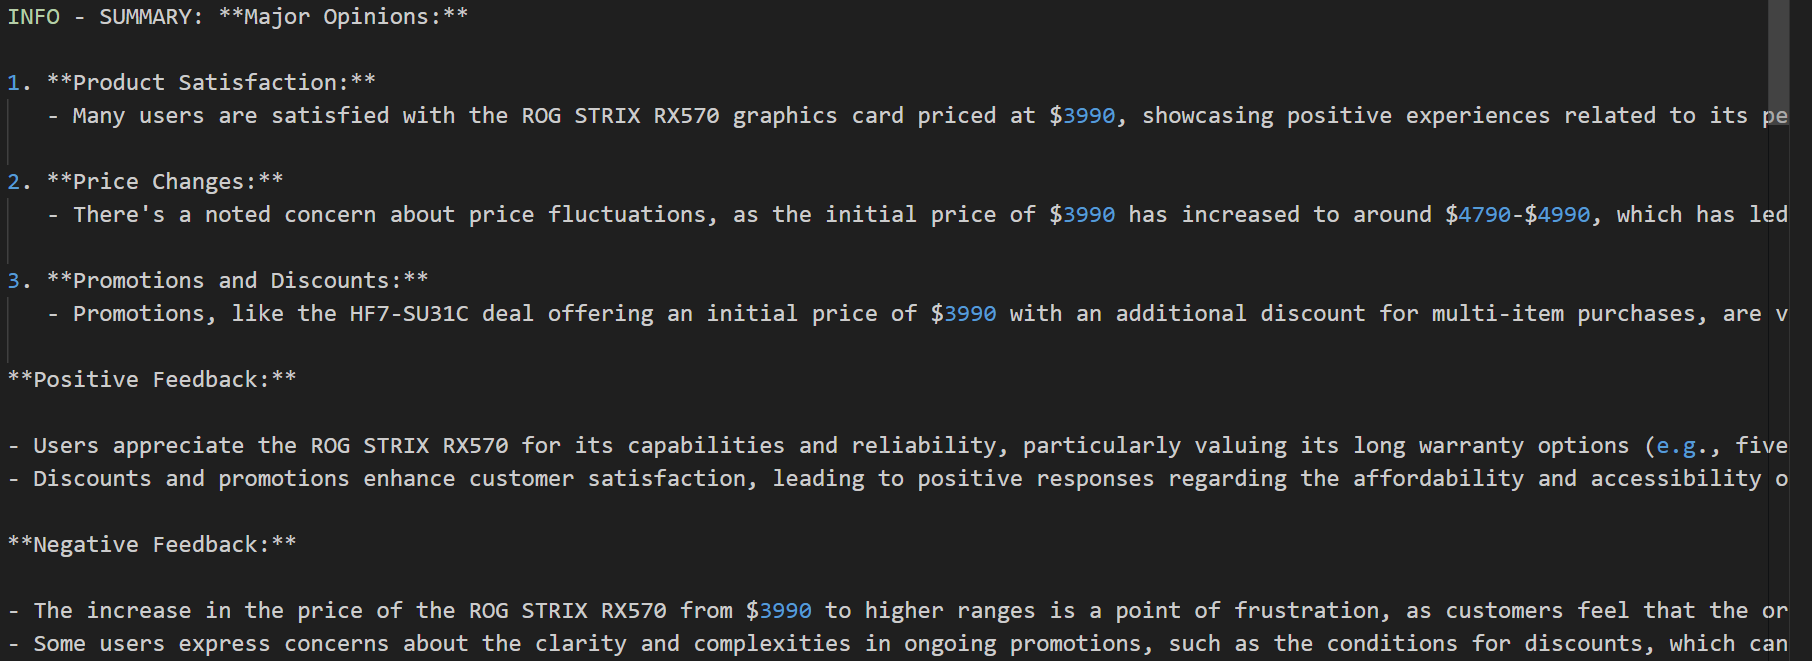 INFO - SUMMARY: **Major Opinions:**
1. **Product Satisfaction:**
- Many users are satisfied with the ROG STRIX RX570 graphics card priced at $3990, showcasing positive experiences related to its pe
2. **Price Changes:**
- There's a noted concern about price fluctuations, as the initial price of $3990 has increased to around $4790-$4990, which has led
3. **Promotions and Discounts:**
- Promotions, like the HF7-SU31C deal offering an initial price of $3990 with an additional discount for multi-item purchases, are v
**Positive Feedback:**
- Users appreciate the ROG STRIX RX570 for its capabilities and reliability, particularly valuing its long warranty options (e.g., five
- Discounts and promotions enhance customer satisfaction, leading to positive responses regarding the affordability and accessibility o
**Negative Feedback:**
- The increase in the price of the ROG STRIX RX570 from $3990 to higher ranges is a point of frustration, as customers feel that the or
- Some users express concerns about the clarity and complexities in ongoing promotions, such as the conditions for discounts, which can